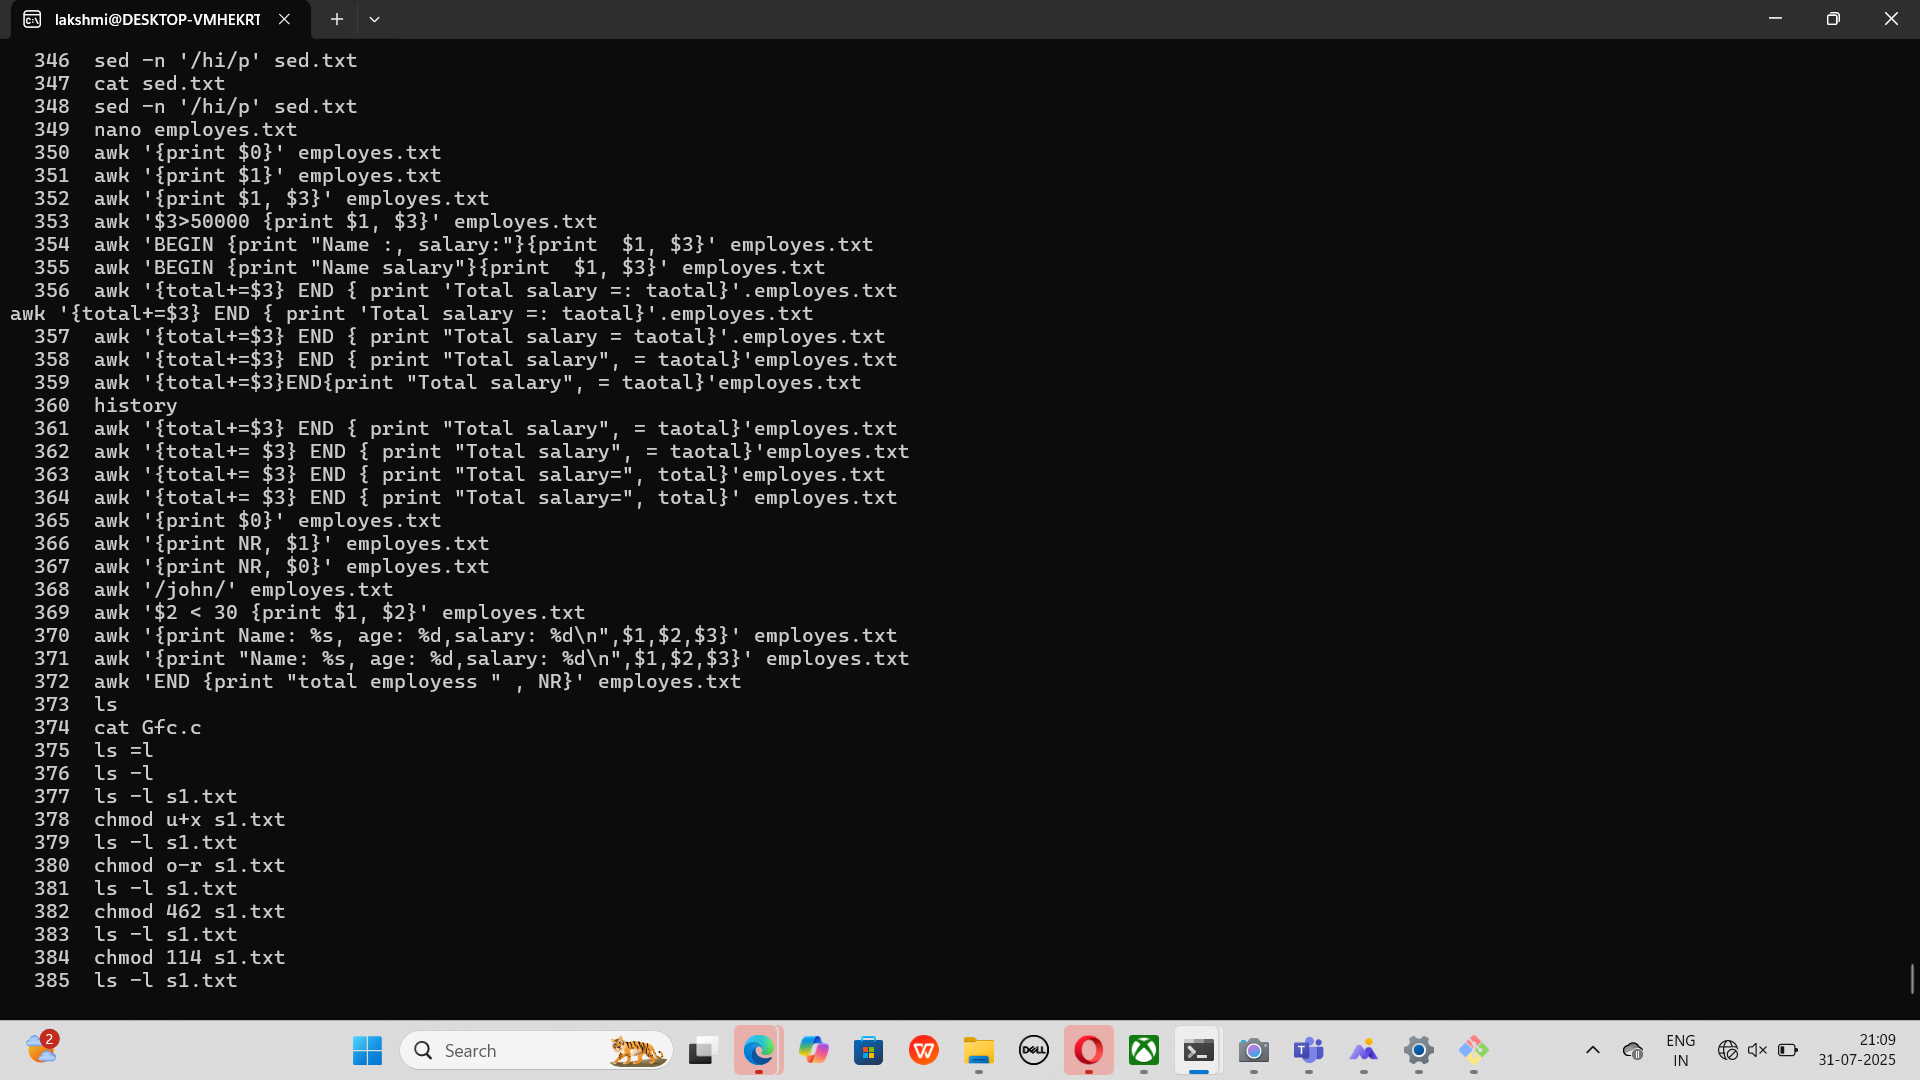 lakshmi@DESKTOP-VMHEKRT
346 sed -n '/hi/p' sed.txt
347 cat sed.txt
348 sed -n '/hi/p' sed.txt
349 nano employes.txt
350 awk '{print $0}' employes.txt
351 awk '{print $1}' employes.txt
352 awk '{print $1, $3}' employes.txt
353 awk '$3>50000 {print $1, $3}' employes.txt
354 awk 'BEGIN {print "Name :, salary:"}{print  $1, $3}' employes.txt
355 awk 'BEGIN {print "Name salary"}{print  $1, $3}' employes.txt
356 awk '{total+=$3} END { print 'Total salary =: taotal}'.employes.txt
awk '{total+=$3} END { print 'Total salary =: taotal}'.employes.txt
357 awk '{total+=$3} END { print "Total salary = taotal}'.employes.txt
358 awk '{total+=$3} END { print "Total salary", = taotal}'employes.txt
359 awk '{total+=$3}END{print "Total salary", = taotal}'employes.txt
360 history
361 awk '{total+=$3} END { print "Total salary", = taotal}'employes.txt
362 awk '{total+= $3} END { print "Total salary", = taotal}'employes.txt
363 awk '{total+= $3} END { print "Total salary=", total}'employes.txt
364 awk '{total+= $3} END { print "Total salary=", total}' employes.txt
365 awk '{print $0}' employes.txt
366 awk '{print NR, $1}' employes.txt
367 awk '{print NR, $0}' employes.txt
368 awk '/john/' employes.txt
369 awk '$2 < 30 {print $1, $2}' employes.txt
370 awk '{print Name: %s, age: %d,salary: %d\n",$1,$2,$3}' employes.txt
371 awk '{print "Name: %s, age: %d,salary: %d\n",$1,$2,$3}' employes.txt
372 awk 'END {print "total employess " , NR}' employes.txt
373 ls
374 cat Gfc.c
375 ls =l
376 ls -l
377 ls -l s1.txt
378 chmod u+x s1.txt
379 ls -l s1.txt
380 chmod o-r s1.txt
381 ls -l s1.txt
382 chmod 462 s1.txt
383 ls -l s1.txt
384 chmod 114 s1.txt
385 ls -l s1.txt
2
Search
DELL
ENG
IN
21:09
31-07-2025